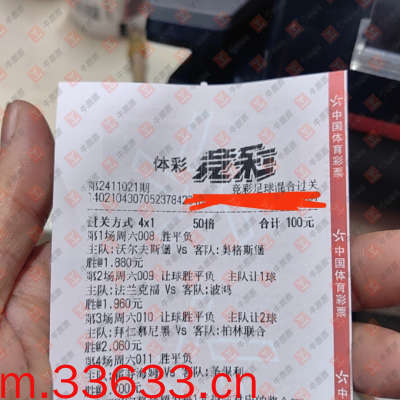 体彩 竞彩
第2411021期 竞彩足球混合过关
过关方式 4x1 50倍 合计 100元
第1场周六008 胜平负
主队:沃尔夫斯堡 Vs 客队:奥格斯堡
胜#1.880元
第2场周六009 让球胜平负 主队让1球
主队:法兰克福 Vs 客队:波鸿
胜#1.960元
第3场周六010 让球胜平负 主队让2球
主队:拜仁慕尼黑 Vs 客队:柏林联合
胜#2.060元
第4场周六011 胜平负
m.33633.cn
中国体育彩票
中国体育彩票